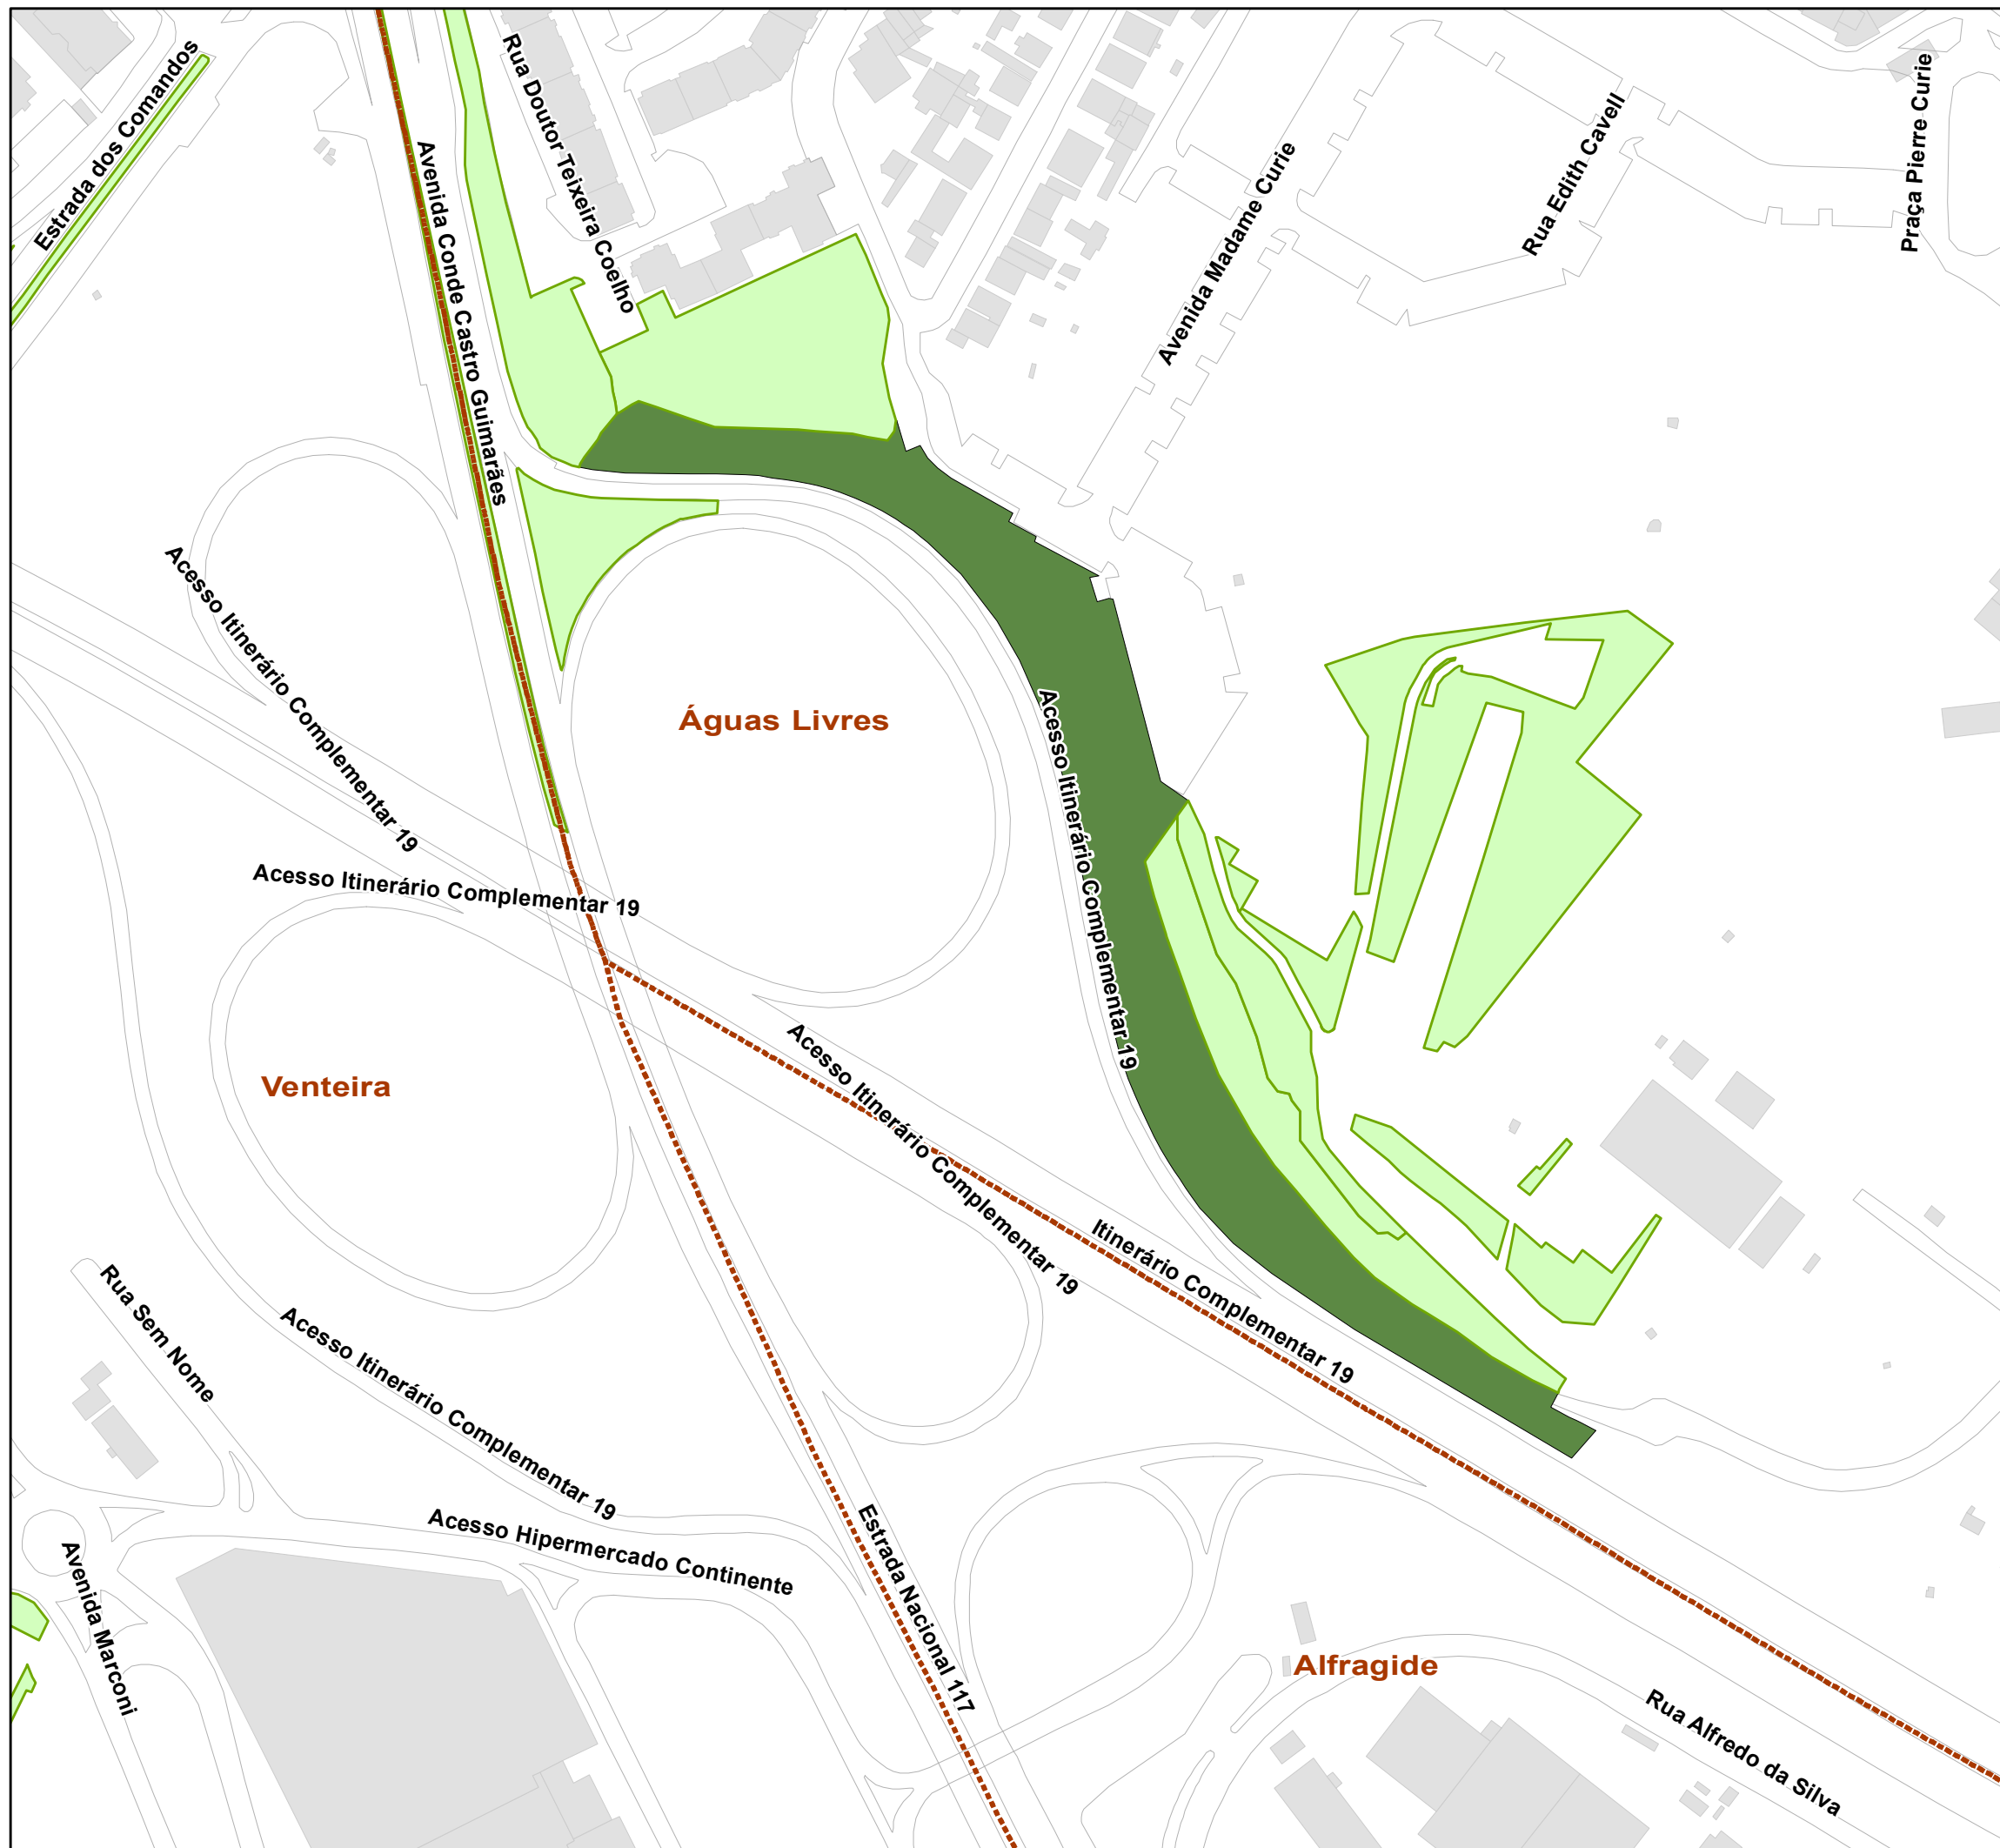 Estrada dos Comandos
Rua Doutor Teixeira Coelho
Avenida Conde Castro Guimarães
Avenida Madame Curie
Rua Edith Cavell
Praça Pierre Curie
Acesso Itinerário Complementar 19
Águas Livres
Acesso Itinerário Complementar 19
Acesso Itinerário Complementar 19
Venteira
Acesso Itinerário Complementar 19
Itinerário Complementar 19
Rua Sem Nome
Acesso Itinerário Complementar 19
Acesso Hipermercado Continente
Estrada Nacional 117
Avenida Marconi
Alfragide
Rua Alfredo da Silva